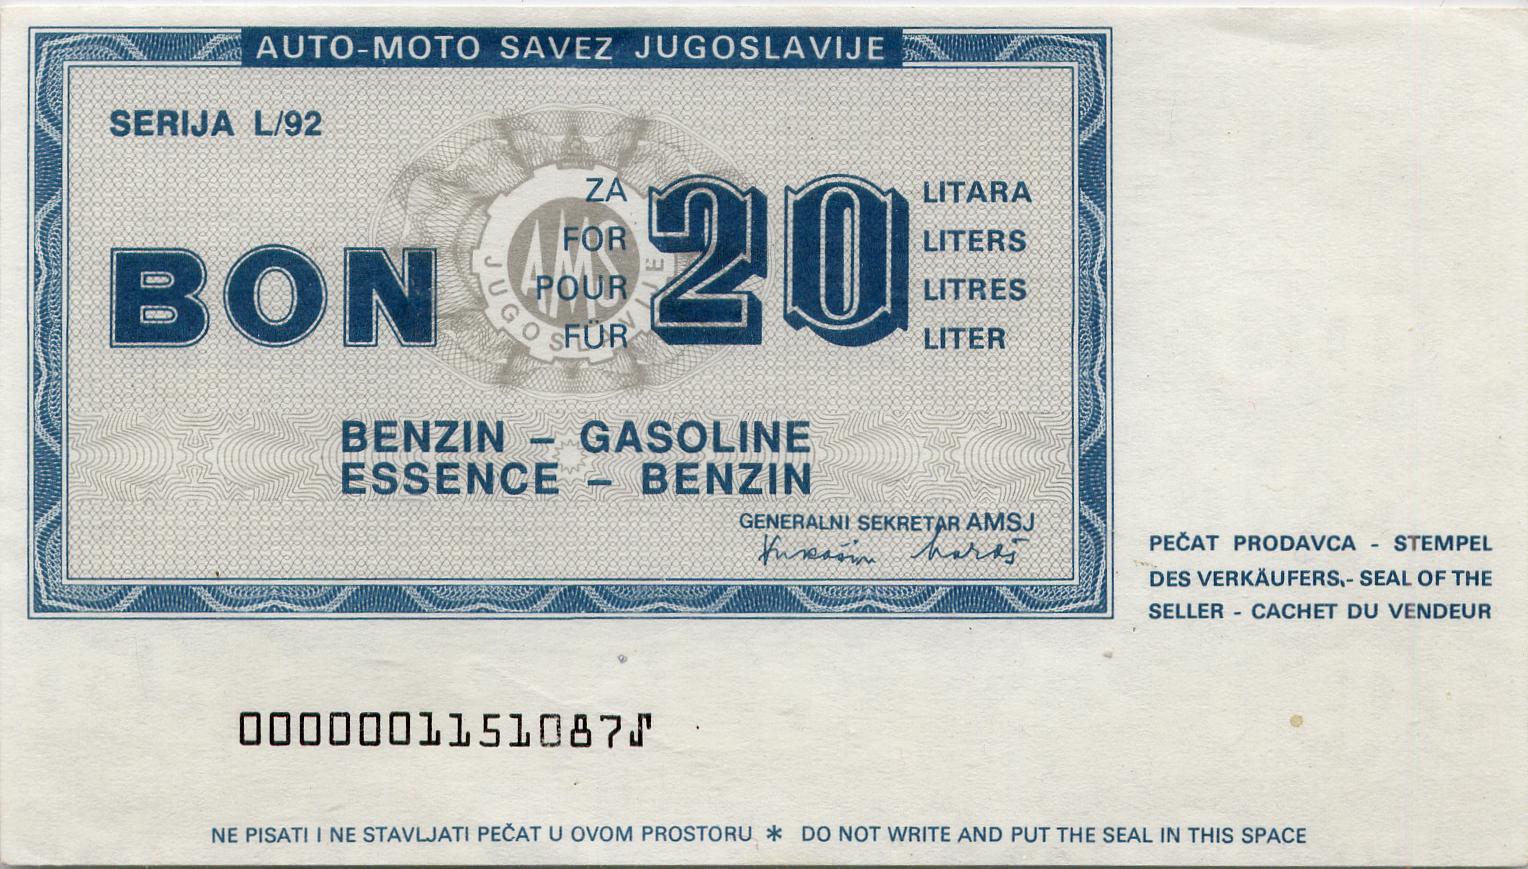 AUTO-MOTO SAVEZ JUGOSLAVIJE
SERIJA L/92
BON
ZA 20 LITARA
FOR LITERS
POUR LITRES
FÜR LITER
AMS
JUGOSLAVIJE
BENZIN – GASOLINE
ESSENCE – BENZIN
GENERALNI SEKRETAR AMSJ
PEČAT PRODAVCA - STEMPEL
DES VERKÄUFERS,- SEAL OF THE
SELLER - CACHET DU VENDEUR
0000001151087⑀
NE PISATI I NE STAVLJATI PEČAT U OVOM PROSTORU * DO NOT WRITE AND PUT THE SEAL IN THIS SPACE